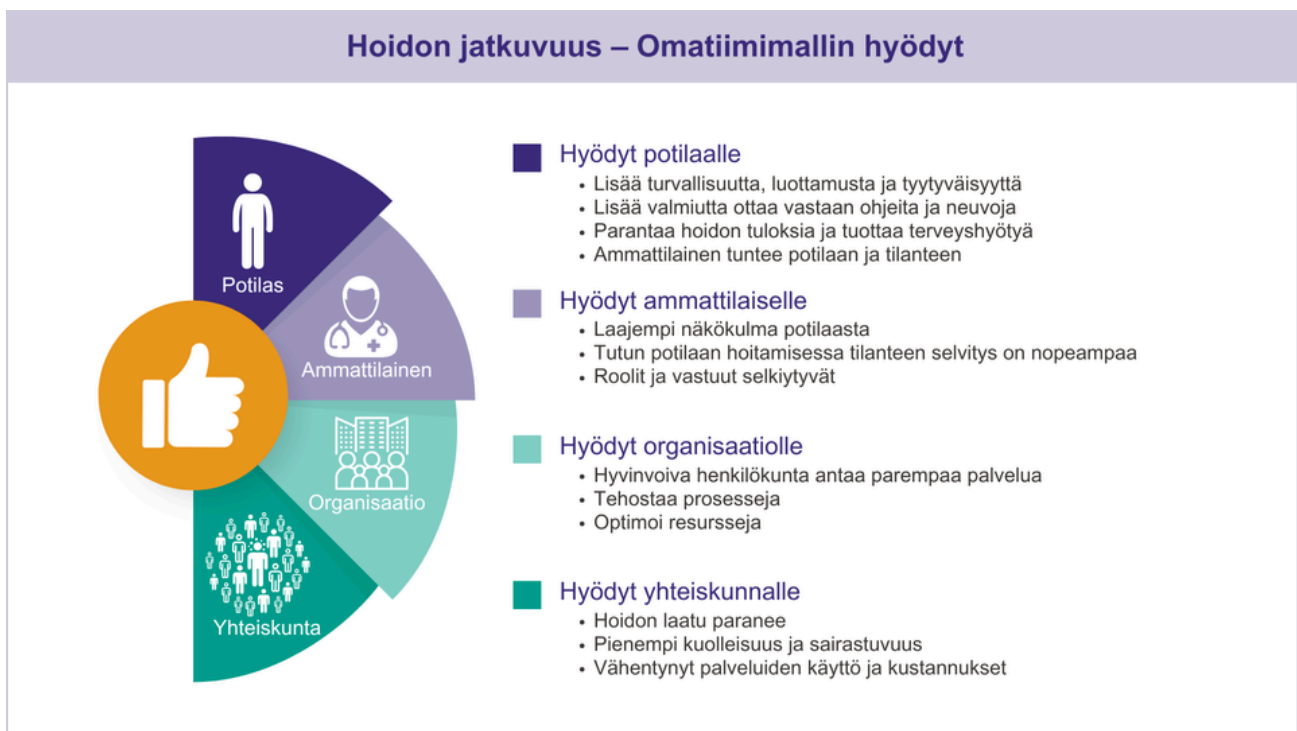 Hoidon jatkuvuus – Omatiimimallin hyödyt
Potilas
Ammattilainen
Organisaatio
Yhteiskunta
Hyödyt potilaalle
• Lisää turvallisuutta, luottamusta ja tyytyväisyyttä
• Lisää valmiutta ottaa vastaan ohjeita ja neuvoja
• Parantaa hoidon tuloksia ja tuottaa terveyshyötyä
• Ammattilainen tuntee potilaan ja tilanteen
Hyödyt ammattilaiselle
• Laajempi näkökulma potilaasta
• Tutun potilaan hoitamisessa tilanteen selvitys on nopeampaa
• Roolit ja vastuut selkiytyvät
Hyödyt organisaatiolle
• Hyvinvoiva henkilökunta antaa parempaa palvelua
• Tehostaa prosesseja
• Optimoi resursseja
Hyödyt yhteiskunnalle
• Hoidon laatu paranee
• Pienempi kuolleisuus ja sairastuvuus
• Vähentynyt palveluiden käyttö ja kustannukset